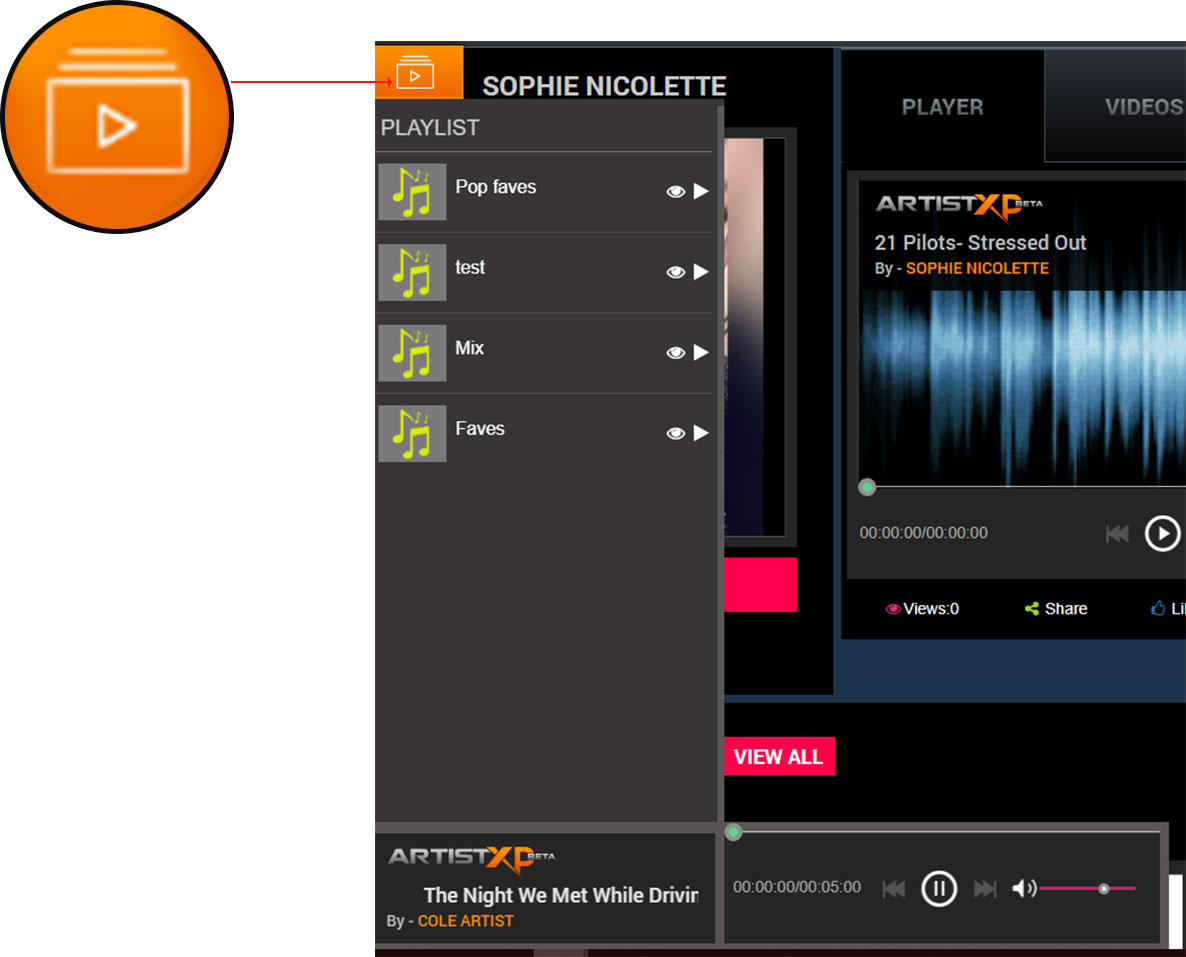 SOPHIE NICOLETTE
PLAYLIST
Pop faves
test
Mix
Faves
PLAYER
VIDEOS
ARTISTXP BETA
21 Pilots- Stressed Out
By - SOPHIE NICOLETTE
00:00:00/00:00:00
Views:0
Share
VIEW ALL
ARTISTXP BETA
The Night We Met While
By - COLE ARTIST
00:00:00/00:05:00